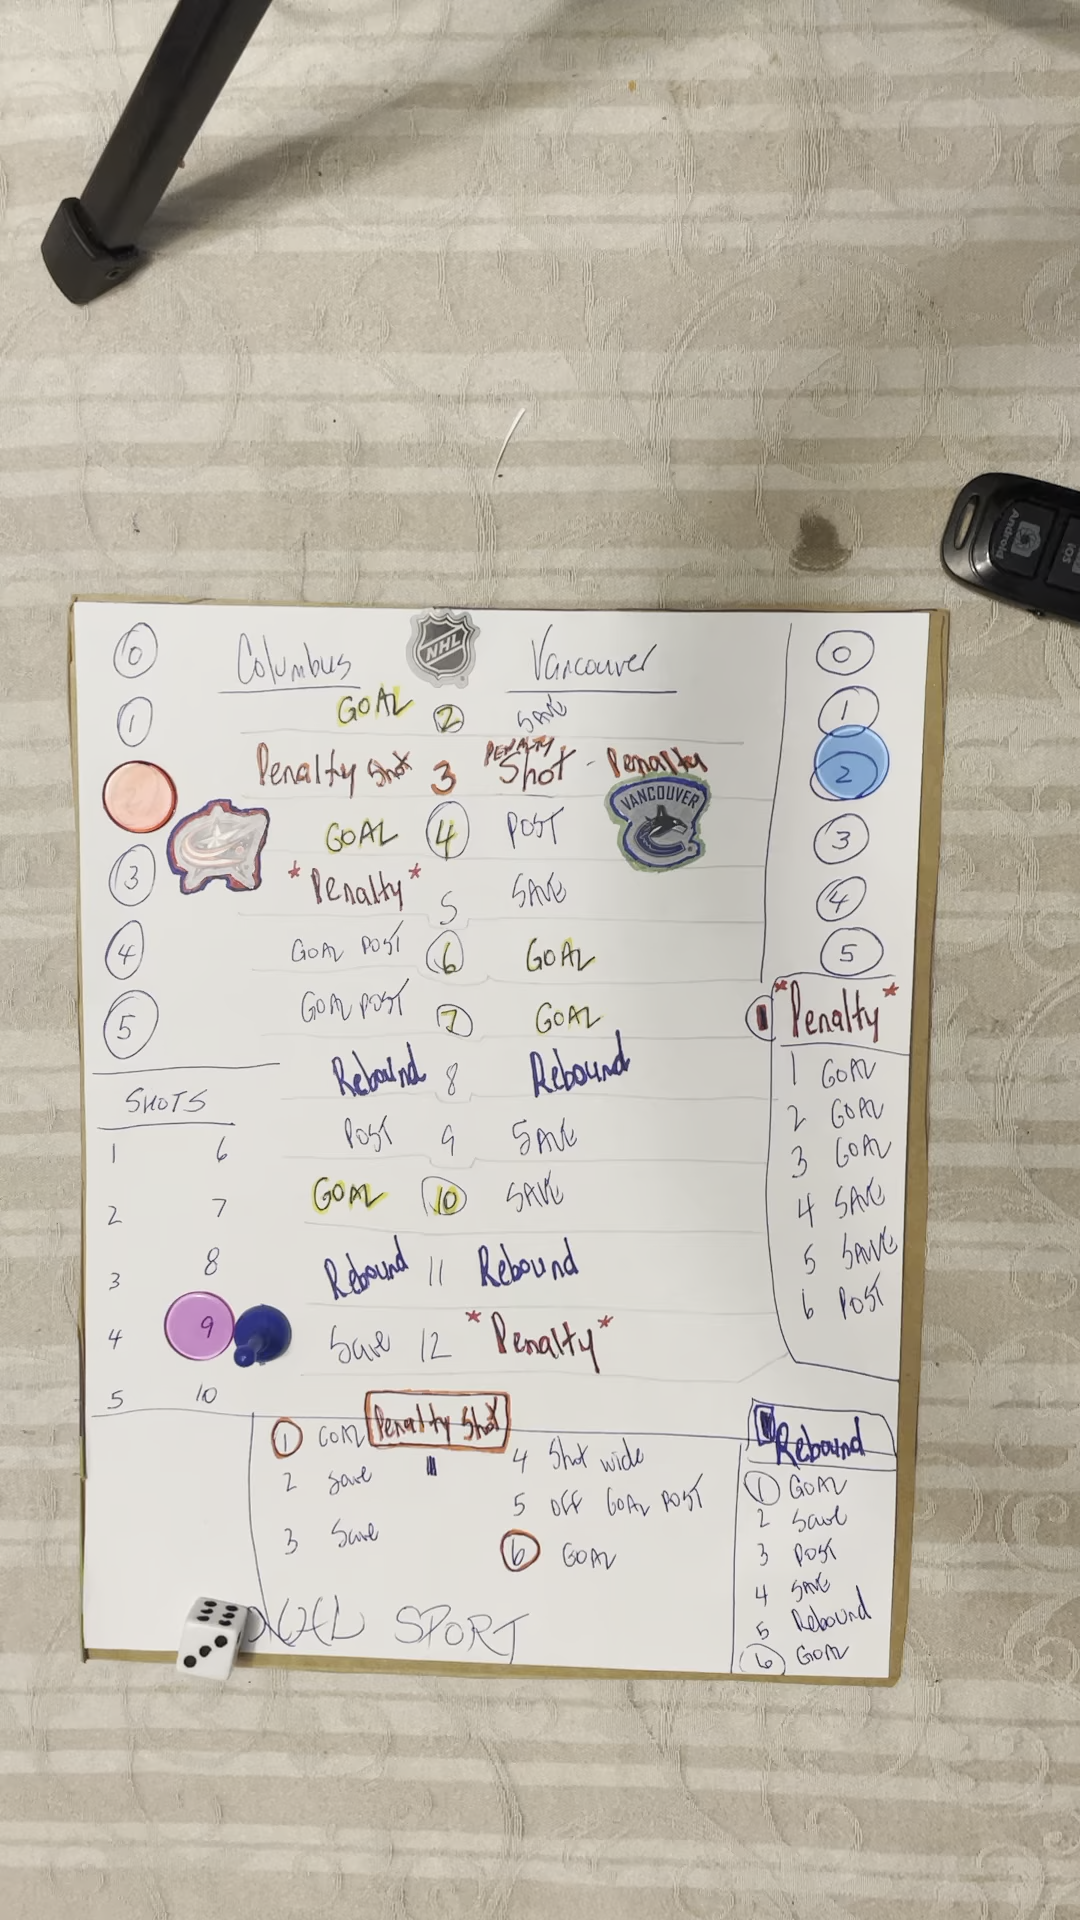 NHL
0 Columbus Vancouver 0
1 GOAL 2 SAVE 1
Penalty Shot 3 PENALTY Shot - Penalty
2
VANCOUVER
GOAL 4 POST 3
3 *Penalty* 5 SAVE 4
4 GOAL POST 6 GOAL 5
5 GOAL POST 7 GOAL
Rebound 8 Rebound
POST 9 SAVE
GOAL 10 SAVE
Rebound 11 Rebound
Save 12 *Penalty*
SHOTS
1 6
2 7
3 8
4 9
5 10
*Penalty*
1 GOAL
2 GOAL
3 GOAL
4 SAVE
5 SAVE
6 POST
Penalty Shot
1 GOAL
2 Save
3 Save
4 Shot wide
5 OFF GOAL POST
6 GOAL
Rebound
1 GOAL
2 Save
3 POST
4 SAVE
5 Rebound
6 GOAL
NHL SPORT
Android
iOS